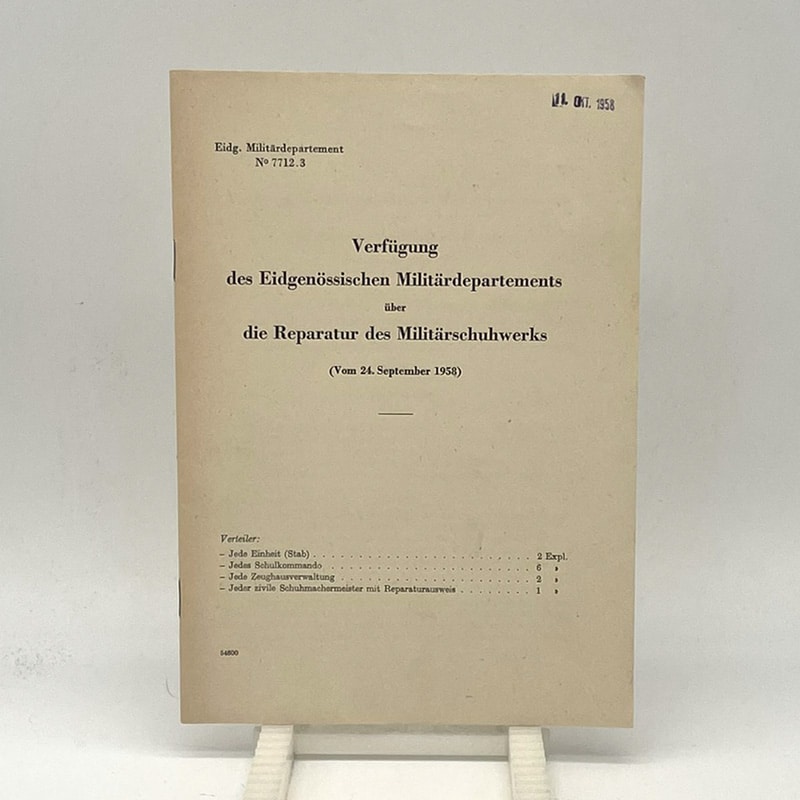 11. OKT. 1958
Eidg. Militärdepartement
Nº 7712.3
Verfügung
des Eidgenössischen Militärdepartements
über
die Reparatur des Militärschuhwerks
(Vom 24. September 1958)
Verteiler:
– Jede Einheit (Stab) . . . . . . . . . . . . . . . . . . . . . . . . . 2 Expl.
– Jedes Schulkommando . . . . . . . . . . . . . . . . . . . . . . . . 6 »
– Jede Zeughausverwaltung . . . . . . . . . . . . . . . . . . . . . . 2 »
– Jeder zivile Schuhmachermeister mit Reparaturausweis . . . . . . . . 1 »
54600